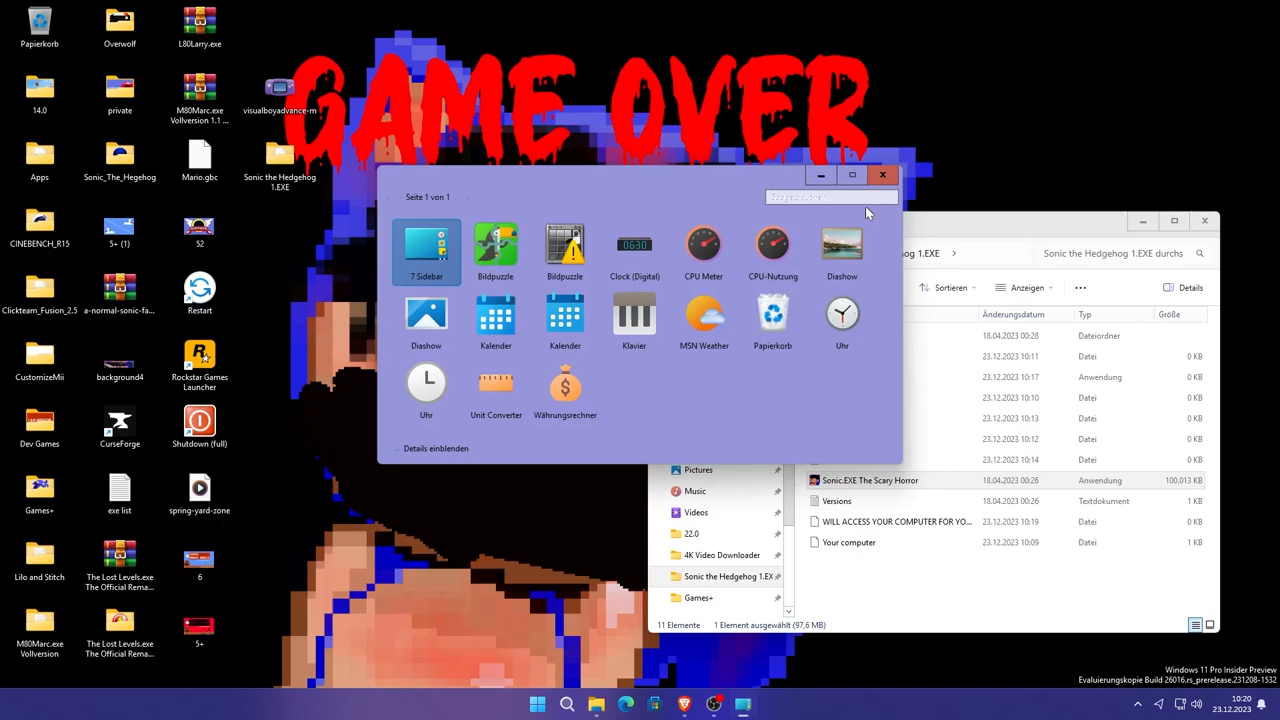 GAME OVER
Papierkorb
Overwolf
L80Larry.exe
14.0
private
M80Marc.exe
Vollversion 1.1 ...
visualboyadvance-m
Apps
Sonic_The_Hegehog
Mario.gbc
Sonic the Hedgehog
1.EXE
CINEBENCH_R15
5+ (1)
52
Clickteam_Fusion_2.5
a-normal-sonic-fa...
Restart
CustomizeMii
background4
Rockstar Games
Launcher
Dev Games
CurseForge
Shutdown (full)
Games+
exe list
spring-yard-zone
Lilo and Stitch
The Lost Levels.exe
The Official Rema...
6
M80Marc.exe
Vollversion
The Lost Levels.exe
The Official Rema...
5+
Seite 1 von 1
7 Sidebar
Bildpuzzle
Bildpuzzle
06:30
Clock (Digital)
CPU Meter
CPU-Nutzung
Diashow
Diashow
Kalender
Kalender
Klavier
MSN Weather
Papierkorb
Uhr
Uhr
Unit Converter
Währungsrechner
Details einblenden
og 1.EXE
Sonic the Hedgehog 1.EXE durchs
Sortieren
Anzeigen
Details
Änderungsdatum
Typ
Größe
18.04.2023 00:28
Dateiordner
23.12.2023 10:11
Datei
0 KB
23.12.2023 10:17
Anwendung
0 KB
23.12.2023 10:10
Datei
0 KB
23.12.2023 10:13
Datei
0 KB
23.12.2023 10:12
Datei
0 KB
23.12.2023 10:14
Datei
0 KB
Sonic.EXE The Scary Horror
18.04.2023 00:26
Anwendung
100.013 KB
Versions
18.04.2023 00:26
Textdokument
1 KB
WILL ACCESS YOUR COMPUTER FOR YO...
23.12.2023 10:19
Datei
0 KB
Your computer
23.12.2023 10:09
Datei
0 KB
Pictures
Music
Videos
22.0
4K Video Downloader
Sonic the Hedgehog 1.EX
Games+
11 Elemente
1 Element ausgewählt (97,6 MB)
Windows 11 Pro Insider Preview
Evaluierungskopie Build 26016.rs_prerelease.231208-1532
10:20
23.12.2023